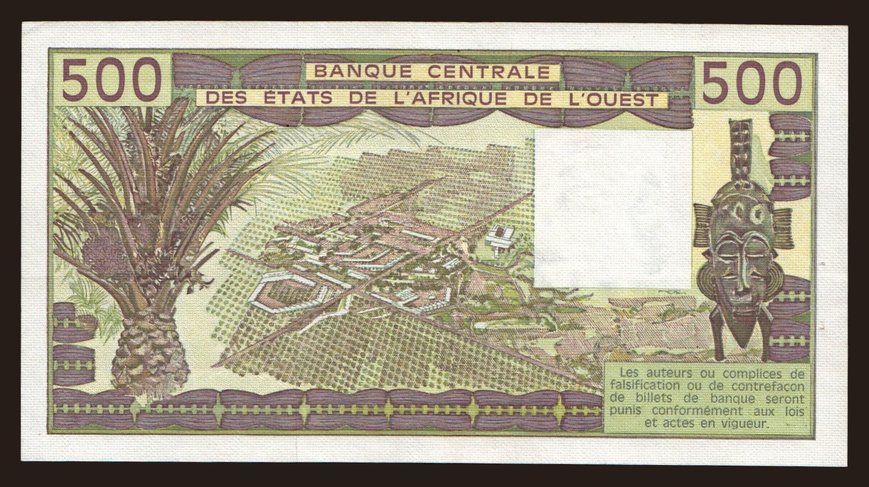 500
BANQUE CENTRALE
DES ÉTATS DE L'AFRIQUE DE L'OUEST
500
Les auteurs ou complices de
falsification ou de contrefaçon
de billets de banque seront
punis conformément aux lois
et actes en vigueur.